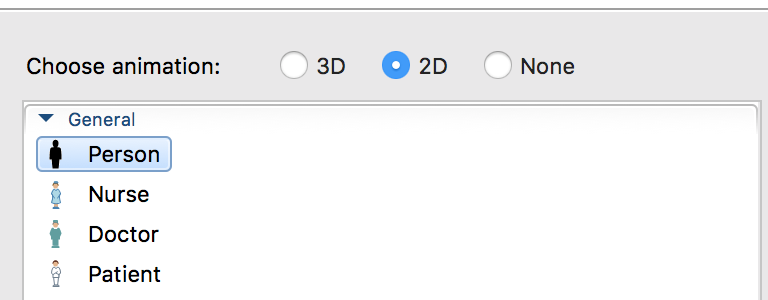 Choose animation: 3D 2D None
General
Person
Nurse
Doctor
Patient